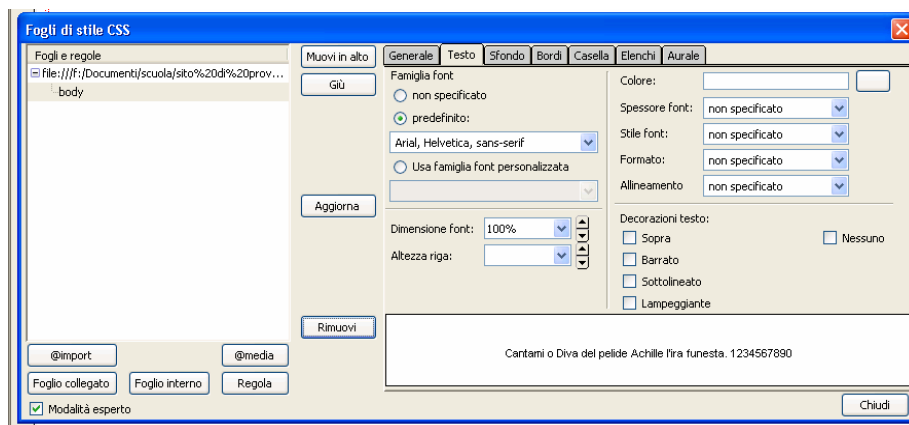 Fogli di stile CSS
Fogli e regole
file:///f:/Documenti/scuola/sito%20di%20prov...
body
Muovi in alto
Giù
Aggiorna
Rimuovi
@import
@media
Foglio collegato
Foglio interno
Regola
Modalità esperto
Generale
Testo
Sfondo
Bordi
Casella
Elenchi
Aurale
Famiglia font
non specificato
predefinito:
Arial, Helvetica, sans-serif
Usa famiglia font personalizzata
Dimensione font: 100%
Altezza riga:
Colore:
Spessore font: non specificato
Stile font: non specificato
Formato: non specificato
Allineamento non specificato
Decorazioni testo:
Sopra
Nessuno
Barrato
Sottolineato
Lampeggiante
Cantami o Diva del pelide Achille l'ira funesta. 1234567890
Chiudi